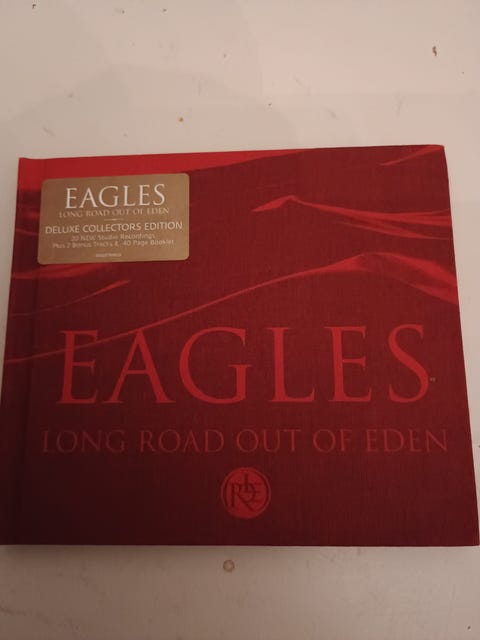 EAGLES
LONG ROAD OUT OF EDEN
DELUXE COLLECTORS EDITION
20 NEW Studio Recordings
Plus 2 Bonus Tracks & 40 Page Booklet
EAGLES
LONG ROAD OUT OF EDEN